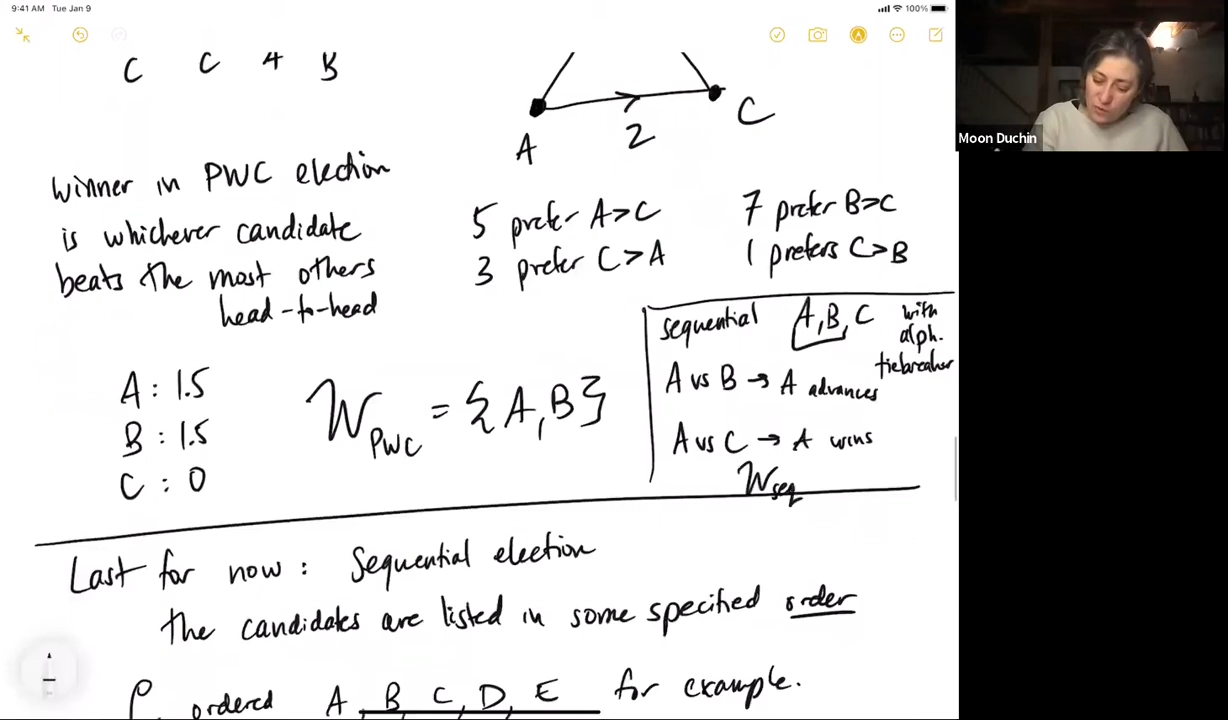 9:41 AM Tue Jan 9
100%
C C A B
A 2 C
winner in PWC election
is whichever candidate
beats the most others
head-to-head
5 prefer A>C
3 prefer C>A
7 prefer B>C
1 prefers C>B
A : 1.5
B : 1.5
C : 0
W PWC = {A, B}
sequential A, B, C with
alph.
tiebreaker
A vs B → A advances
A vs C → A wins
W seq
Last for now : Sequential election
the candidates are listed in some specified order
ordered A, B, C, D, E for example.
Moon Duchin